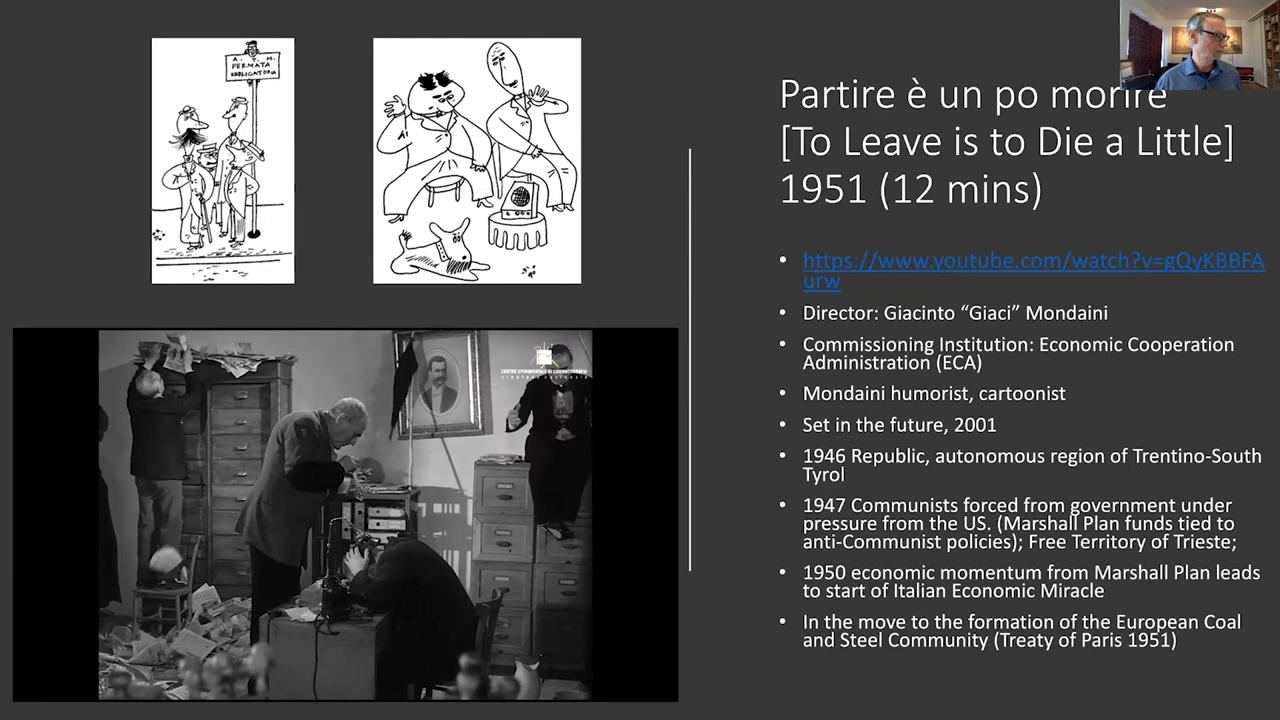 A. T. M.
FERMATA
OBBLIGATORIA
Partire è un po morire
[To Leave is to Die a Little]
1951 (12 mins)
• https://www.youtube.com/watch?v=gQyKBBFA
urw
• Director: Giacinto “Giaci” Mondaini
• Commissioning Institution: Economic Cooperation
Administration (ECA)
• Mondaini humorist, cartoonist
• Set in the future, 2001
• 1946 Republic, autonomous region of Trentino-South
Tyrol
• 1947 Communists forced from government under
pressure from the US. (Marshall Plan funds tied to
anti-Communist policies); Free Territory of Trieste;
• 1950 economic momentum from Marshall Plan leads
to start of Italian Economic Miracle
• In the move to the formation of the European Coal
and Steel Community (Treaty of Paris 1951)
CENTRO SPERIMENTALE DI CINEMATOGRAFIA